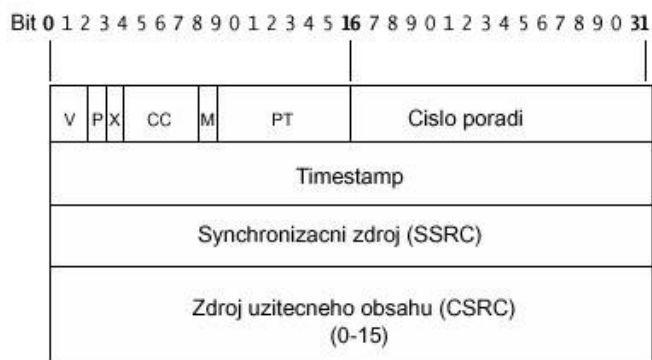 Bit 0 1 2 3 4 5 6 7 8 9 0 1 2 3 4 5 16 7 8 9 0 1 2 3 4 5 6 7 8 9 0 31
V P X CC M PT Cislo poradi
Timestamp
Synchronizacni zdroj (SSRC)
Zdroj uzitecneho obsahu (CSRC)
(0-15)